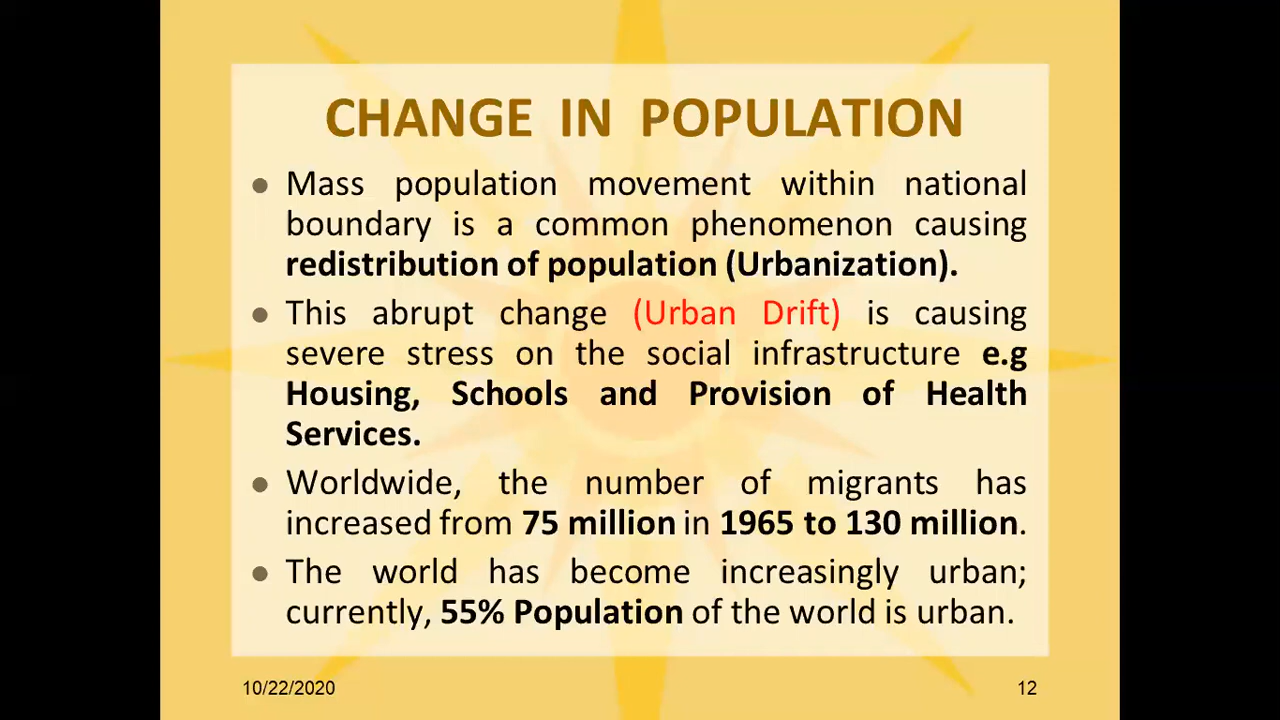 CHANGE IN POPULATION
● Mass population movement within national
boundary is a common phenomenon causing
redistribution of population (Urbanization).
● This abrupt change (Urban Drift) is causing
severe stress on the social infrastructure e.g
Housing, Schools and Provision of Health
Services.
● Worldwide, the number of migrants has
increased from 75 million in 1965 to 130 million.
● The world has become increasingly urban;
currently, 55% Population of the world is urban.
10/22/2020 12